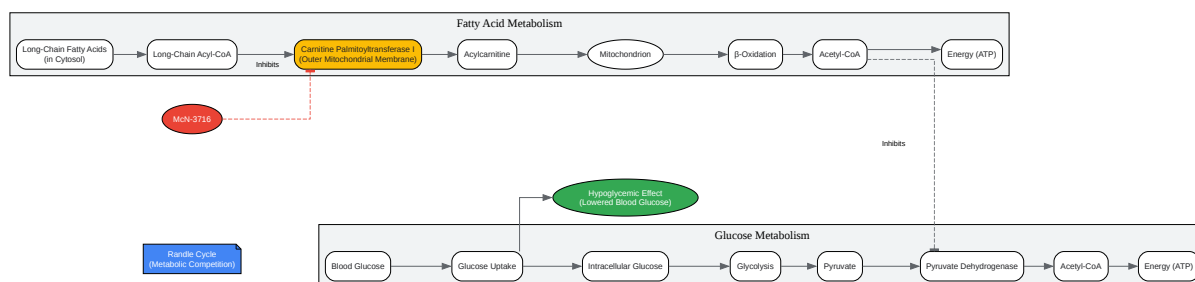 Fatty Acid Metabolism
Long-Chain Fatty Acids
(in Cytosol)
Long-Chain Acyl-CoA
Inhibits
Carnitine Palmitoyltransferase I
(Outer Mitochondrial Membrane)
Acylcarnitine
Mitochondrion
β-Oxidation
Acetyl-CoA
Energy (ATP)
McN-3716
Inhibits
Hypoglycemic Effect
(Lowered Blood Glucose)
Randle Cycle
(Metabolic Competition)
Glucose Metabolism
Blood Glucose
Glucose Uptake
Intracellular Glucose
Glycolysis
Pyruvate
Pyruvate Dehydrogenase
Acetyl-CoA
Energy (ATP)